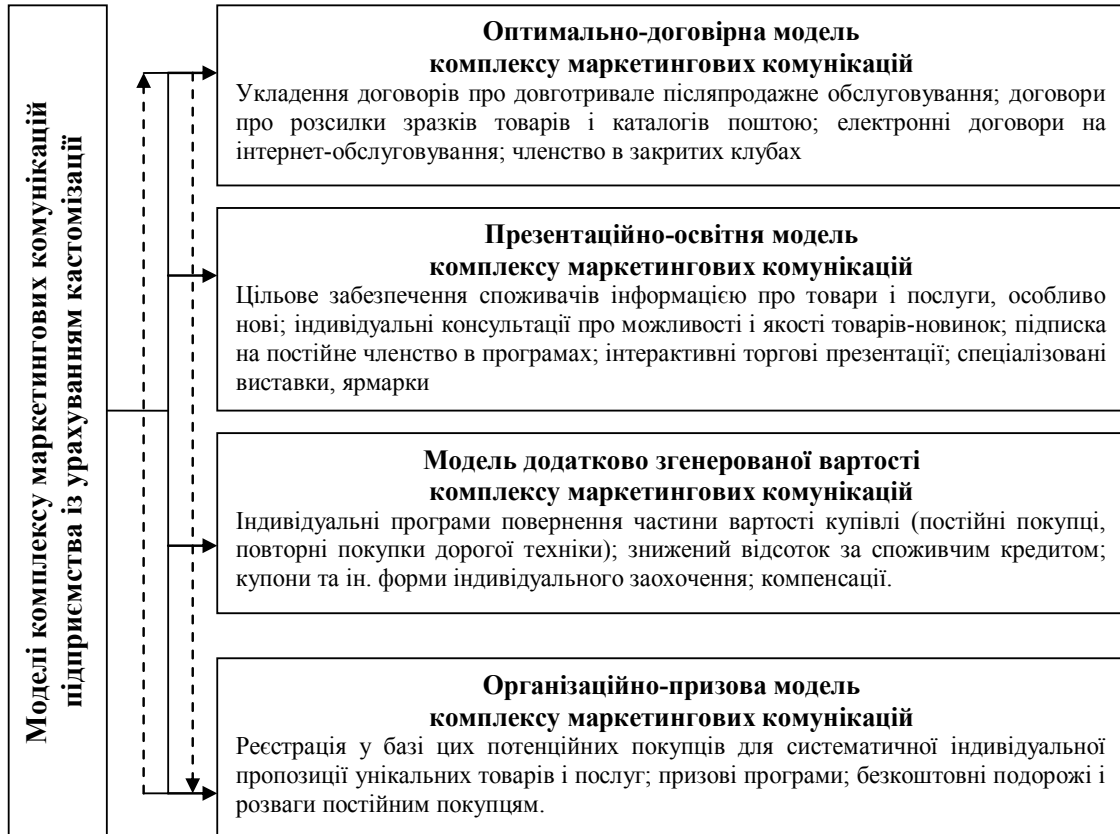 Моделі комплексу маркетингових комунікацій
підприємства із урахуванням кастомізації
Оптимально-договірна модель
комплексу маркетингових комунікацій
Укладення договорів про довготривале післяпродажне обслуговування; договори
про розсилки зразків товарів і каталогів поштою; електронні договори на
інтернет-обслуговування; членство в закритих клубах
Презентаційно-освітня модель
комплексу маркетингових комунікацій
Цільове забезпечення споживачів інформацією про товари і послуги, особливо
нові; індивідуальні консультації про можливості і якості товарів-новинок; підписка
на постійне членство в програмах; інтерактивні торгові презентації; спеціалізовані
виставки, ярмарки
Модель додатково згенерованої вартості
комплексу маркетингових комунікацій
Індивідуальні програми повернення частини вартості купівлі (постійні покупці,
повторні покупки дорогої техніки); знижений відсоток за споживчим кредитом;
купони та ін. форми індивідуального заохочення; компенсації.
Організаційно-призова модель
комплексу маркетингових комунікацій
Реєстрація у базі цих потенційних покупців для систематичної індивідуальної
пропозиції унікальних товарів і послуг; призові програми; безкоштовні подорожі і
розваги постійним покупцям.